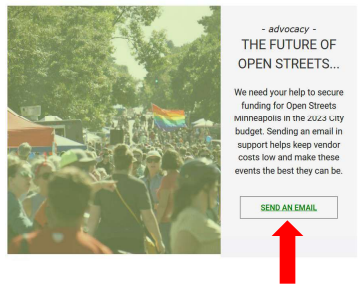 - advocacy -
THE FUTURE OF
OPEN STREETS...
We need your help to secure
funding for Open Streets
Minneapolis in the 2023 City
budget. Sending an email in
support helps keep vendor
costs low and make these
events the best they can be.
SEND AN EMAIL